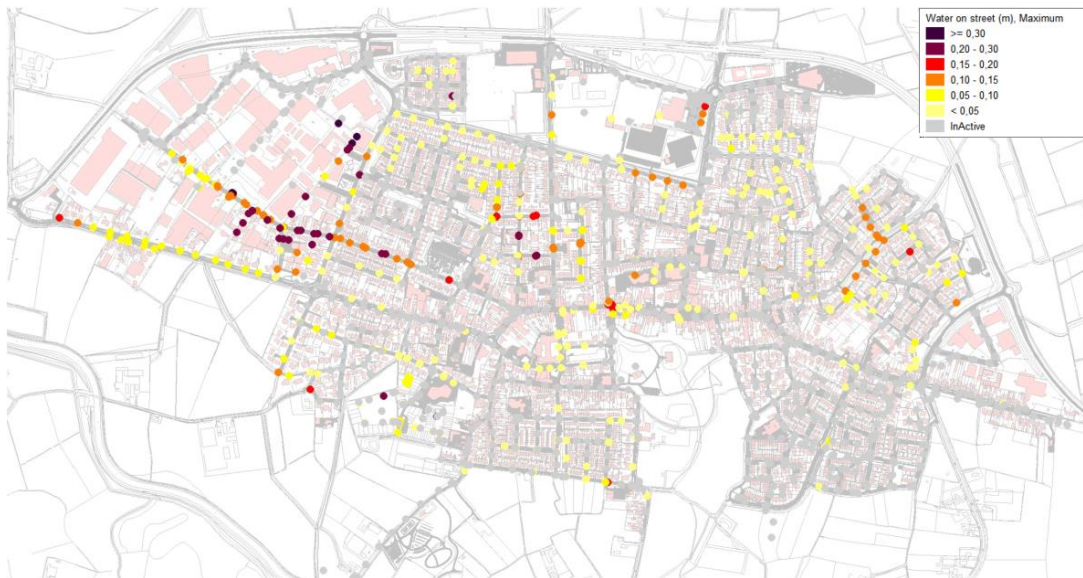 Water on street (m), Maximum
>= 0,30
0,20 - 0,30
0,15 - 0,20
0,10 - 0,15
0,05 - 0,10
< 0,05
InActive